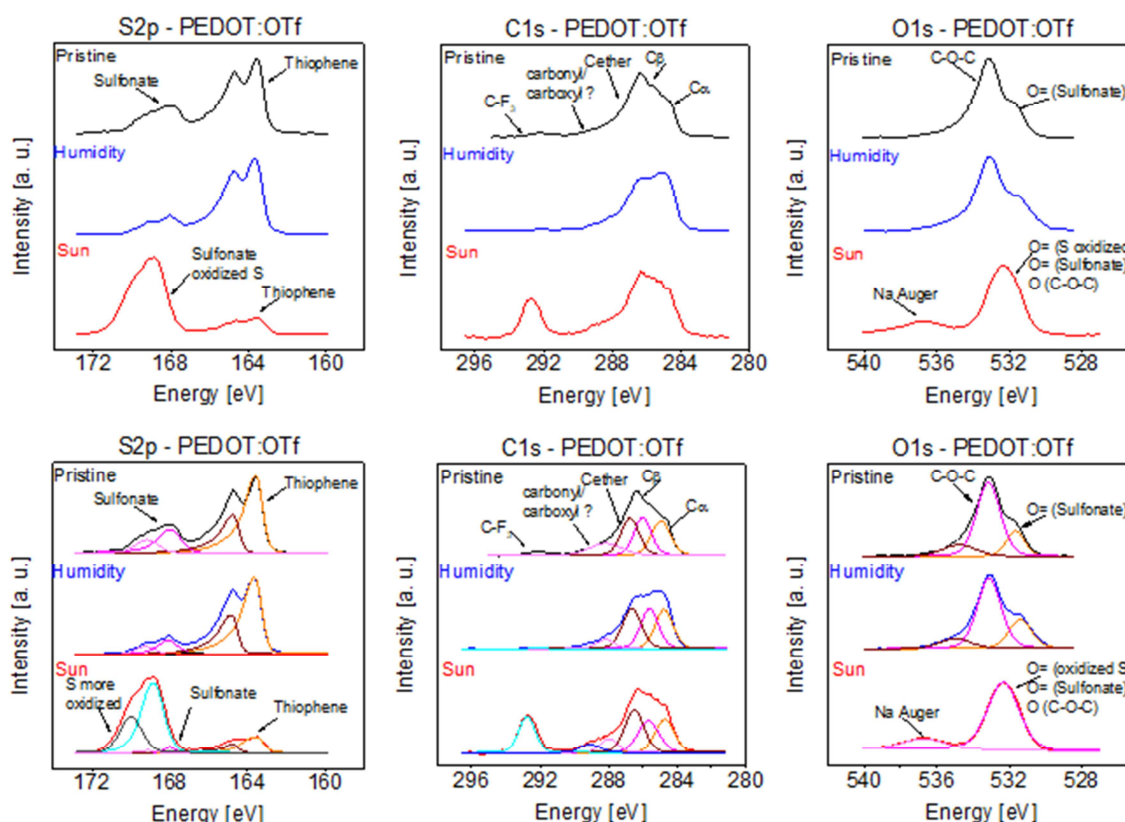 S2p - PEDOT:OTf
Pristine
Sulfonate
Thiophene
Humidity
Sun
Sulfonate
oxidized S
Thiophene
Intensity [a. u.]
172 168 164 160
Energy [eV]
C1s - PEDOT:OTf
Pristine
Cether
Cβ
carbonyl/
carboxyl ?
C-F3
Cα
Humidity
Sun
Intensity [a. u.]
296 292 288 284 280
Energy [eV]
O1s - PEDOT:OTf
Pristine
C-O-C
O= (Sulfonate)
Humidity
Sun
O= (S oxidized
O= (Sulfonate)
O (C-O-C)
Na Auger
Intensity [a. u.]
540 536 532 528
Energy [eV]
S2p - PEDOT:OTf
Pristine
Sulfonate
Thiophene
Humidity
Sun
S more
oxidized
Sulfonate
Thiophene
Intensity [a. u.]
172 168 164 160
Energy [eV]
C1s - PEDOT:OTf
Pristine
Cether
Cβ
carbonyl/
carboxyl ?
C-F3
Cα
Humidity
Sun
Intensity [a. u.]
296 292 288 284 280
Energy [eV]
O1s - PEDOT:OTf
Pristine
C-O-C
O= (Sulfonate)
Humidity
Sun
O= (oxidized S
O= (Sulfonate)
O (C-O-C)
Na Auger
Intensity [a. u.]
540 536 532 528
Energy [eV]